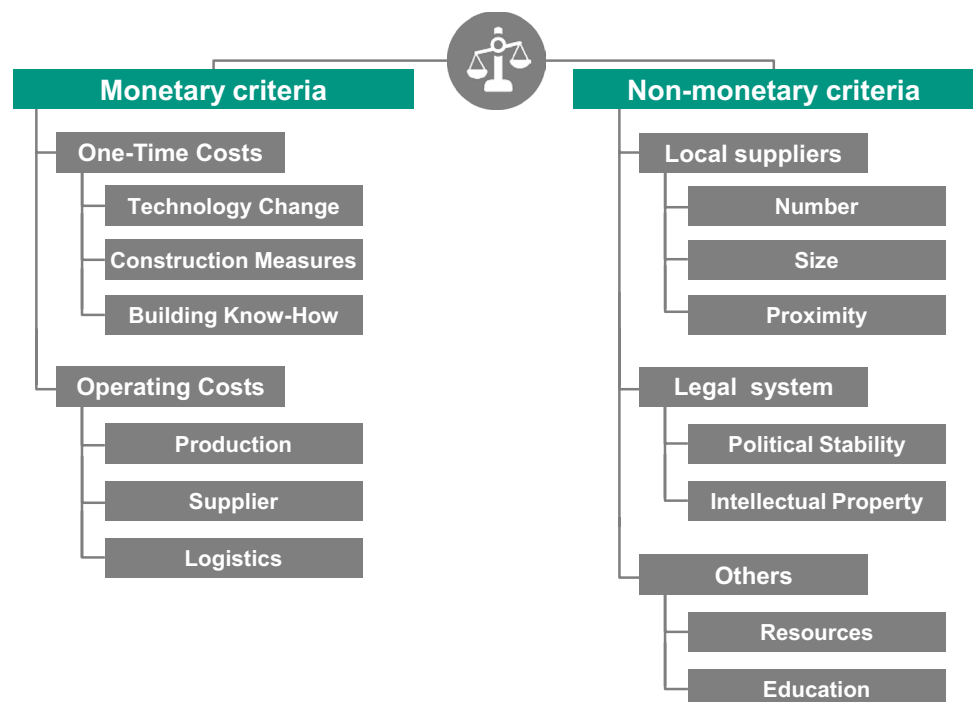 Monetary criteria
One-Time Costs
Technology Change
Construction Measures
Building Know-How
Operating Costs
Production
Supplier
Logistics
Non-monetary criteria
Local suppliers
Number
Size
Proximity
Legal system
Political Stability
Intellectual Property
Others
Resources
Education